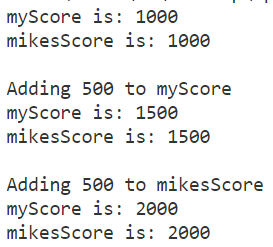 myScore is: 1000
mikesScore is: 1000
Adding 500 to myScore
myScore is: 1500
mikesScore is: 1500
Adding 500 to mikesScore
myScore is: 2000
mikesScore is: 2000